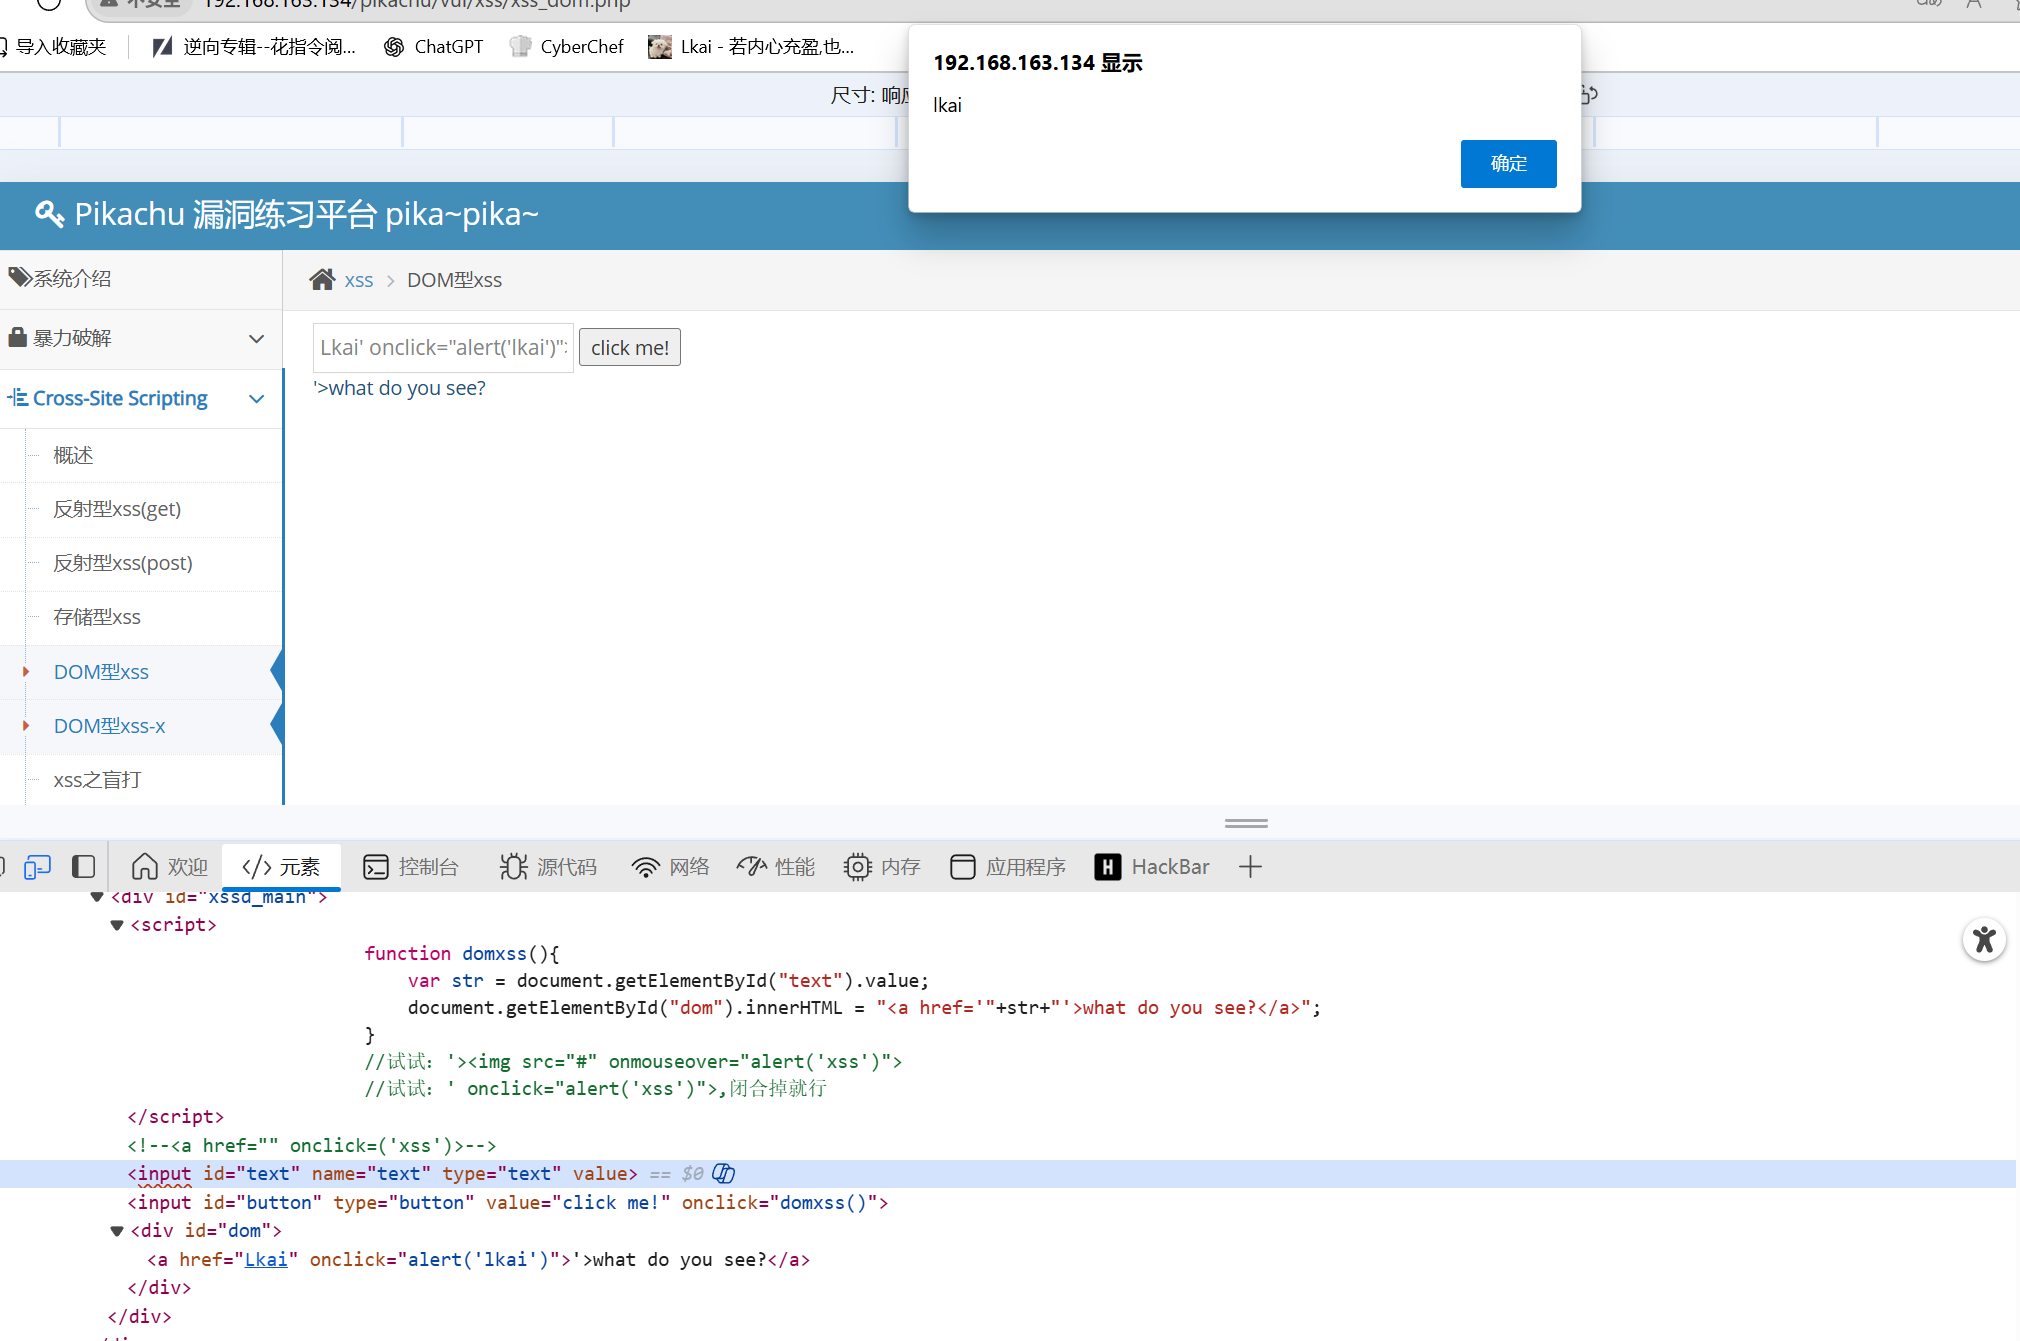 不安全 192.168.163.134/pikachu/vul/xss/xss_dom.php
导入收藏夹 逆向专辑--花指令阅... ChatGPT CyberChef Lkai - 若内心充盈,也...
192.168.163.134 显示
lkai
确定
尺寸: 响应
Pikachu 漏洞练习平台 pika~pika~
系统介绍
暴力破解
Cross-Site Scripting
概述
反射型xss(get)
反射型xss(post)
存储型xss
DOM型xss
DOM型xss-x
xss之盲打
xss > DOM型xss
Lkai' onclick="alert('lkai')"> click me!
'>what do you see?
欢迎 元素 控制台 源代码 网络 性能 内存 应用程序 HackBar
<div id="xssd_main">
<script>
function domxss(){
var str = document.getElementById("text").value;
document.getElementById("dom").innerHTML = "<a href='"+str+"'>what do you see?</a>";
}
//试试：'><img src="#" onmouseover="alert('xss')">
//试试：' onclick="alert('xss')">,闭合掉就行
</script>
<!--<a href="" onclick=('xss')>-->
<input id="text" name="text" type="text" value> == $0
<input id="button" type="button" value="click me!" onclick="domxss()">
<div id="dom">
<a href="Lkai" onclick="alert('lkai')">'>what do you see?</a>
</div>
</div>